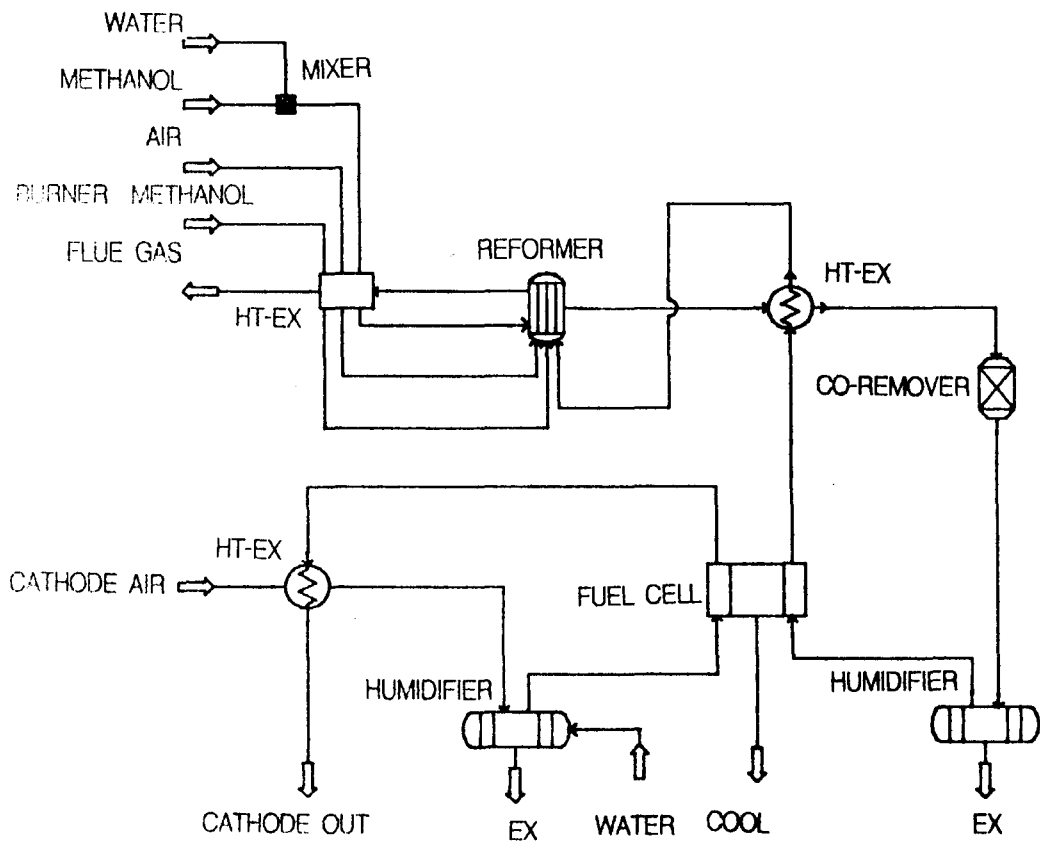 WATER
MIXER
METHANOL
AIR
BURNER METHANOL
FLUE GAS
HT-EX
REFORMER
HT-EX
CO-REMOVER
HT-EX
CATHODE AIR
FUEL CELL
HUMIDIFIER
HUMIDIFIER
CATHODE OUT
EX
WATER
COOL
EX